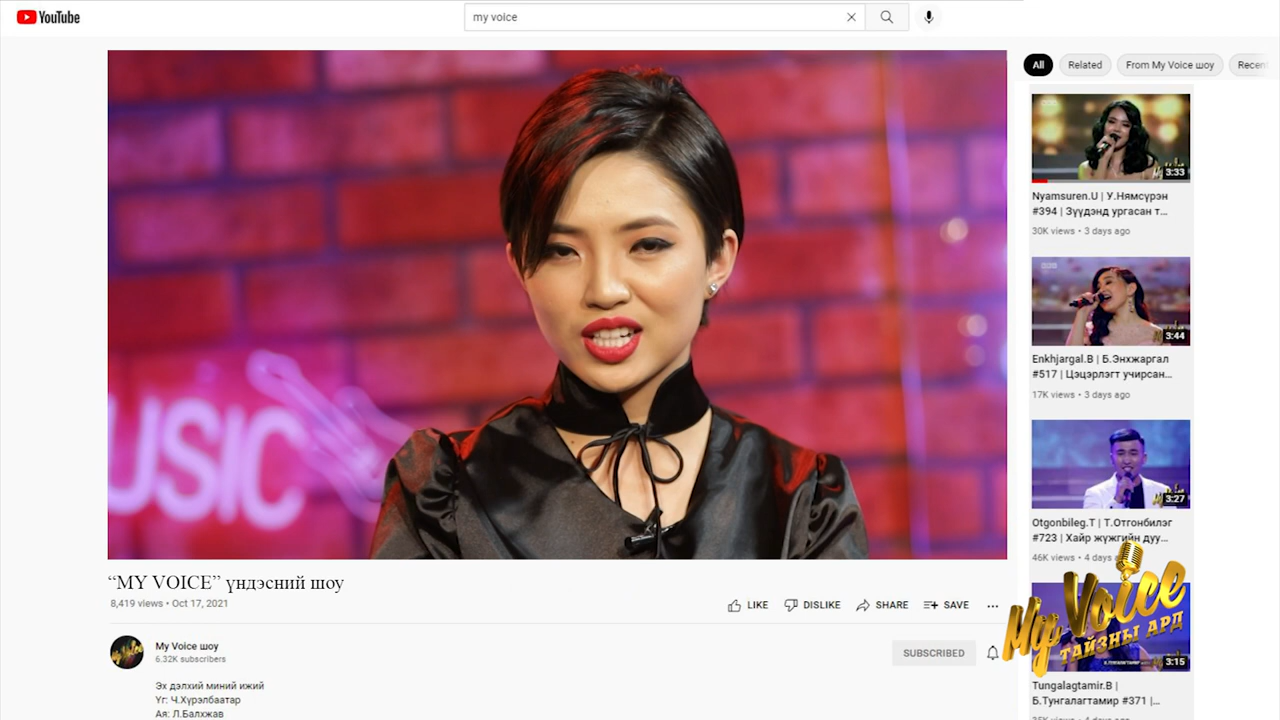 YouTube
my voice
All
Related
From My Voice шоу
Recen
USIC
3:33
Nyamsuren.U | У.Нямсүрэн
#394 | Зүүдэнд ургасан т...
30K views • 3 days ago
3:44
Enkhjargal.B | Б.Энхжаргал
#517 | Цэцэрлэгт учирсан...
17K views • 3 days ago
3:27
Otgonbileg.T | Т.Отгонбилэг
#723 | Хайр жүжгийн дуу...
46K views • 4 days ago
“MY VOICE” үндэсний шоу
8,419 views • Oct 17, 2021
LIKE
DISLIKE
SHARE
SAVE
My Voice
ТАЙЗНЫ АРД
3:15
My Voice шоу
6.32K subscribers
SUBSCRIBED
Эх дэлхий миний ижий
Үг: Ч.Хүрэлбаатар
Ая: Л.Балхжав
Tungalagtamir.B |
Б.Тунгалагтамир #371 |...